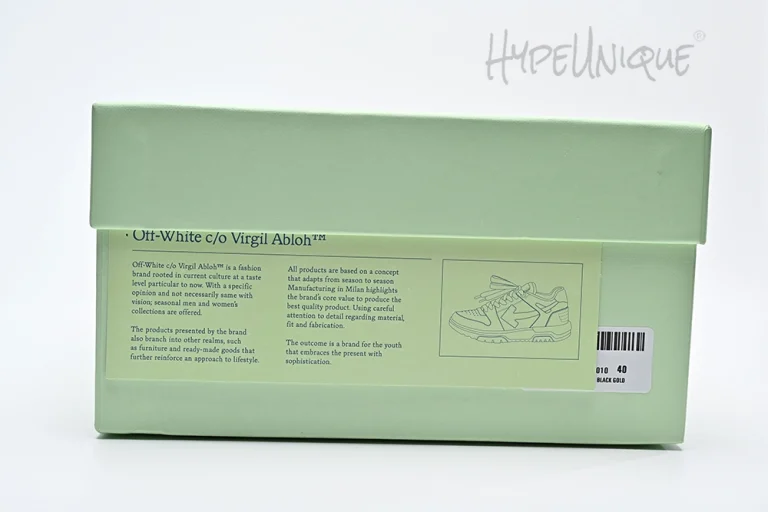 HYPEUNIQUE®
· Off-White c/o Virgil Abloh™
Off-White c/o Virgil Abloh™ is a fashion
brand rooted in current culture at a taste
level particular to now. With a specific
opinion and not necessarily same with
vision; seasonal men and women's
collections are offered.
The products presented by the brand
also branch into other realms, such
as furniture and ready-made goods that
further reinforce an approach to lifestyle.
All products are based on a concept
that adapts from season to season
Manufacturing in Milan highlights
the brand's core value to produce the
best quality product. Using careful
attention to detail regarding material,
fit and fabrication.
The outcome is a brand for the youth
that embraces the present with
sophistication.
010 40
BLACK GOLD